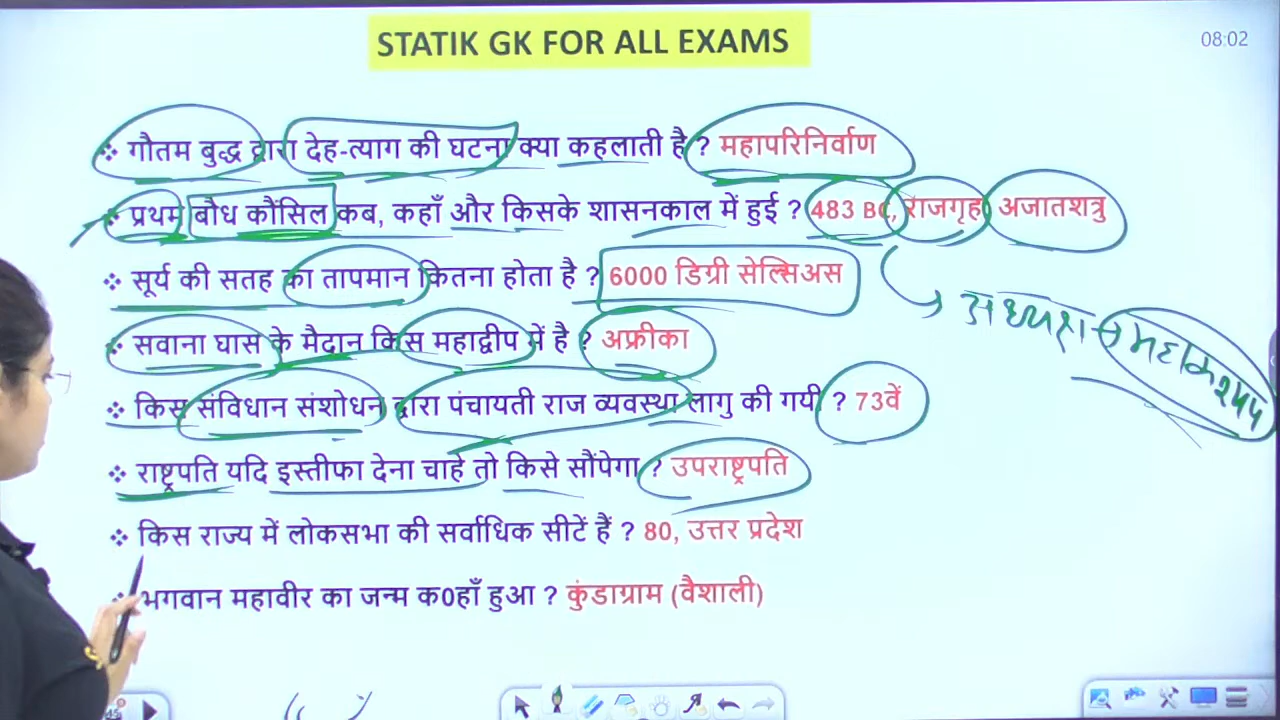 STATIK GK FOR ALL EXAMS
08:02
❖ गौतम बुद्ध द्वारा देह-त्याग की घटना क्या कहलाती है ? महापरिनिर्वाण
❖ प्रथम बौध कौंसिल कब, कहाँ और किसके शासनकाल में हुई ? 483 BC, राजगृह, अजातशत्रु
❖ सूर्य की सतह का तापमान कितना होता है ? 6000 डिग्री सेल्सिअस
अध्यक्ष → महाकश्यप
❖ सवाना घास के मैदान किस महाद्वीप में है ? अफ्रीका
❖ किस संविधान संशोधन द्वारा पंचायती राज व्यवस्था लागु की गयी ? 73वें
❖ राष्ट्रपति यदि इस्तीफा देना चाहे तो किसे सौंपेगा ? उपराष्ट्रपति
❖ किस राज्य में लोकसभा की सर्वाधिक सीटें हैं ? 80, उत्तर प्रदेश
❖ भगवान महावीर का जन्म क0हाँ हुआ ? कुंडाग्राम (वैशाली)